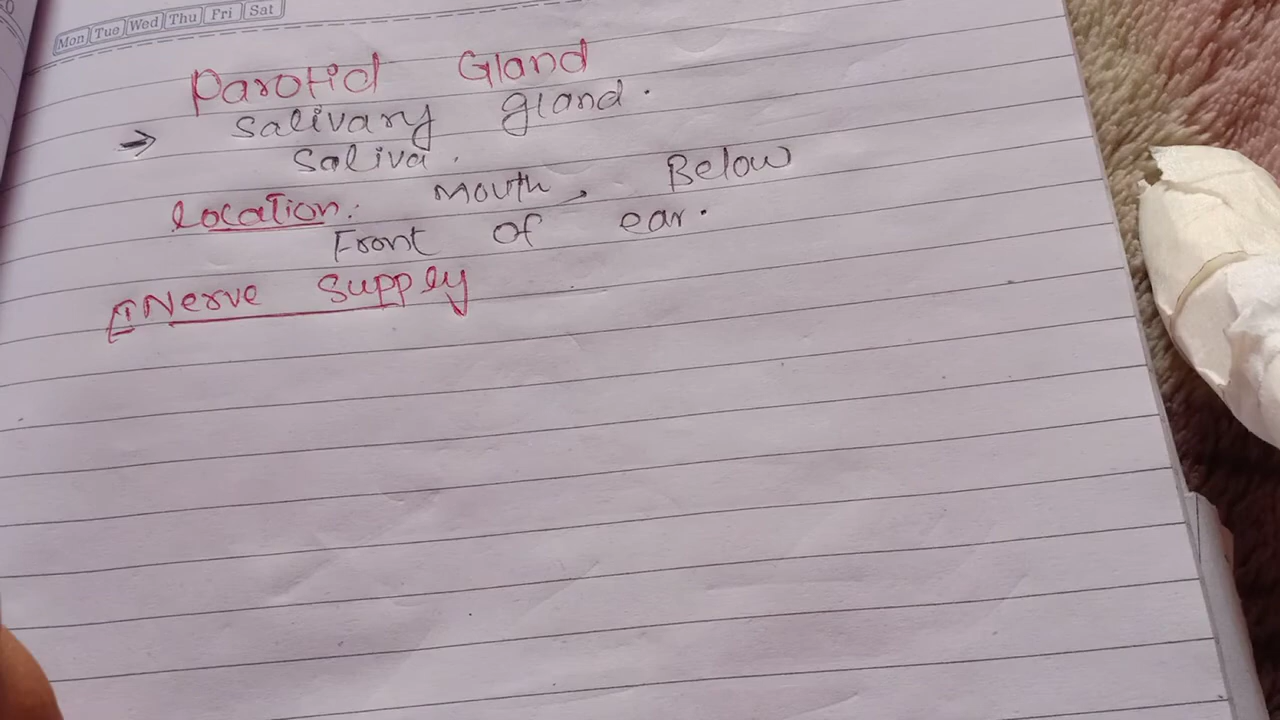 Mon Tue Wed Thu Fri Sat
Parotid Gland
→ Salivary gland.
Saliva.
Location: Mouth, Below
Front of ear.
Nerve Supply